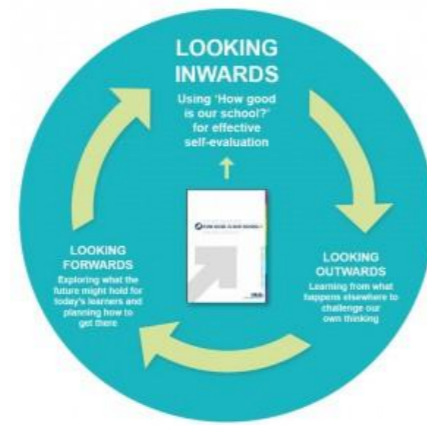 LOOKING
INWARDS
Using 'How good
is our school?'
for effective
self-evaluation
LOOKING
OUTWARDS
Learning from what
happens elsewhere to
challenge our
own thinking
LOOKING
FORWARDS
Exploring what the
future might hold for
today's learners and
planning how to
get there